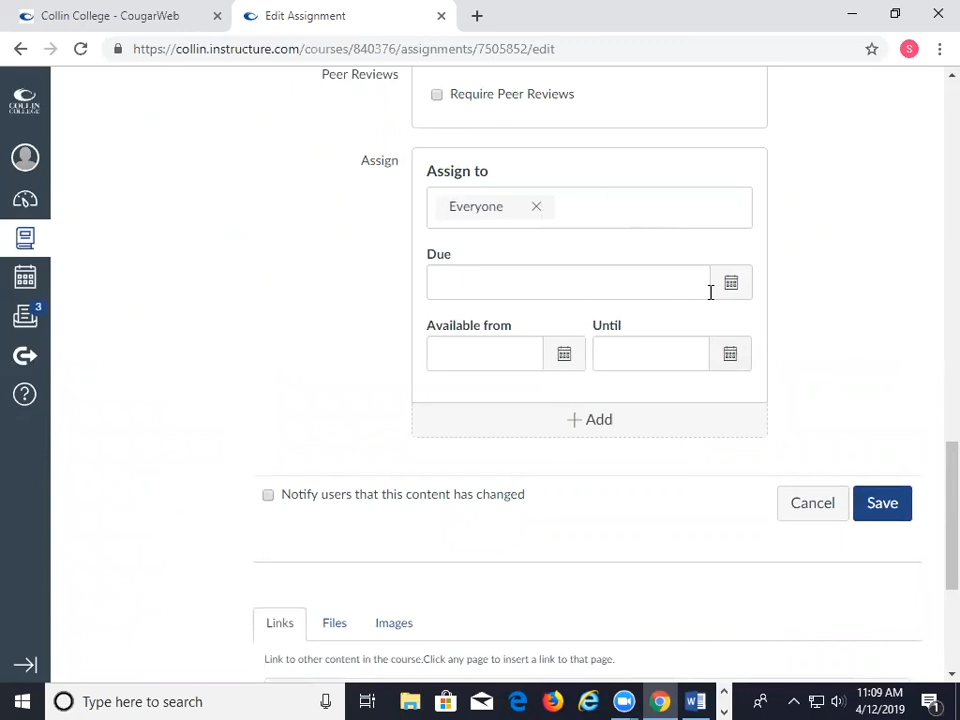 Collin College - CougarWeb
Edit Assignment
https://collin.instructure.com/courses/840376/assignments/7505852/edit
S
COLLIN
COLLEGE
3
Peer Reviews
Require Peer Reviews
Assign
Assign to
Everyone
Due
Available from
Until
Add
Notify users that this content has changed
Cancel
Save
Links
Files
Images
Link to other content in the course.Click any page to insert a link to that page.
Type here to search
11:09 AM
4/12/2019
1